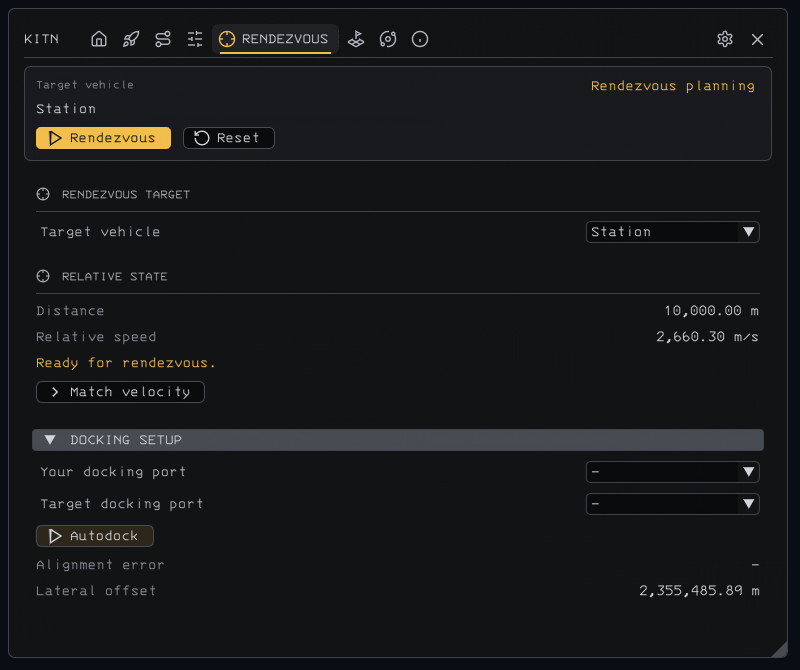 KITN RENDEZVOUS
Target vehicle Rendezvous planning
Station
Rendezvous Reset
RENDEZVOUS TARGET
Target vehicle Station
RELATIVE STATE
Distance 10,000.00 m
Relative speed 2,660.30 m/s
Ready for rendezvous.
Match velocity
DOCKING SETUP
Your docking port –
Target docking port –
Autodock
Alignment error –
Lateral offset 2,355,485.89 m